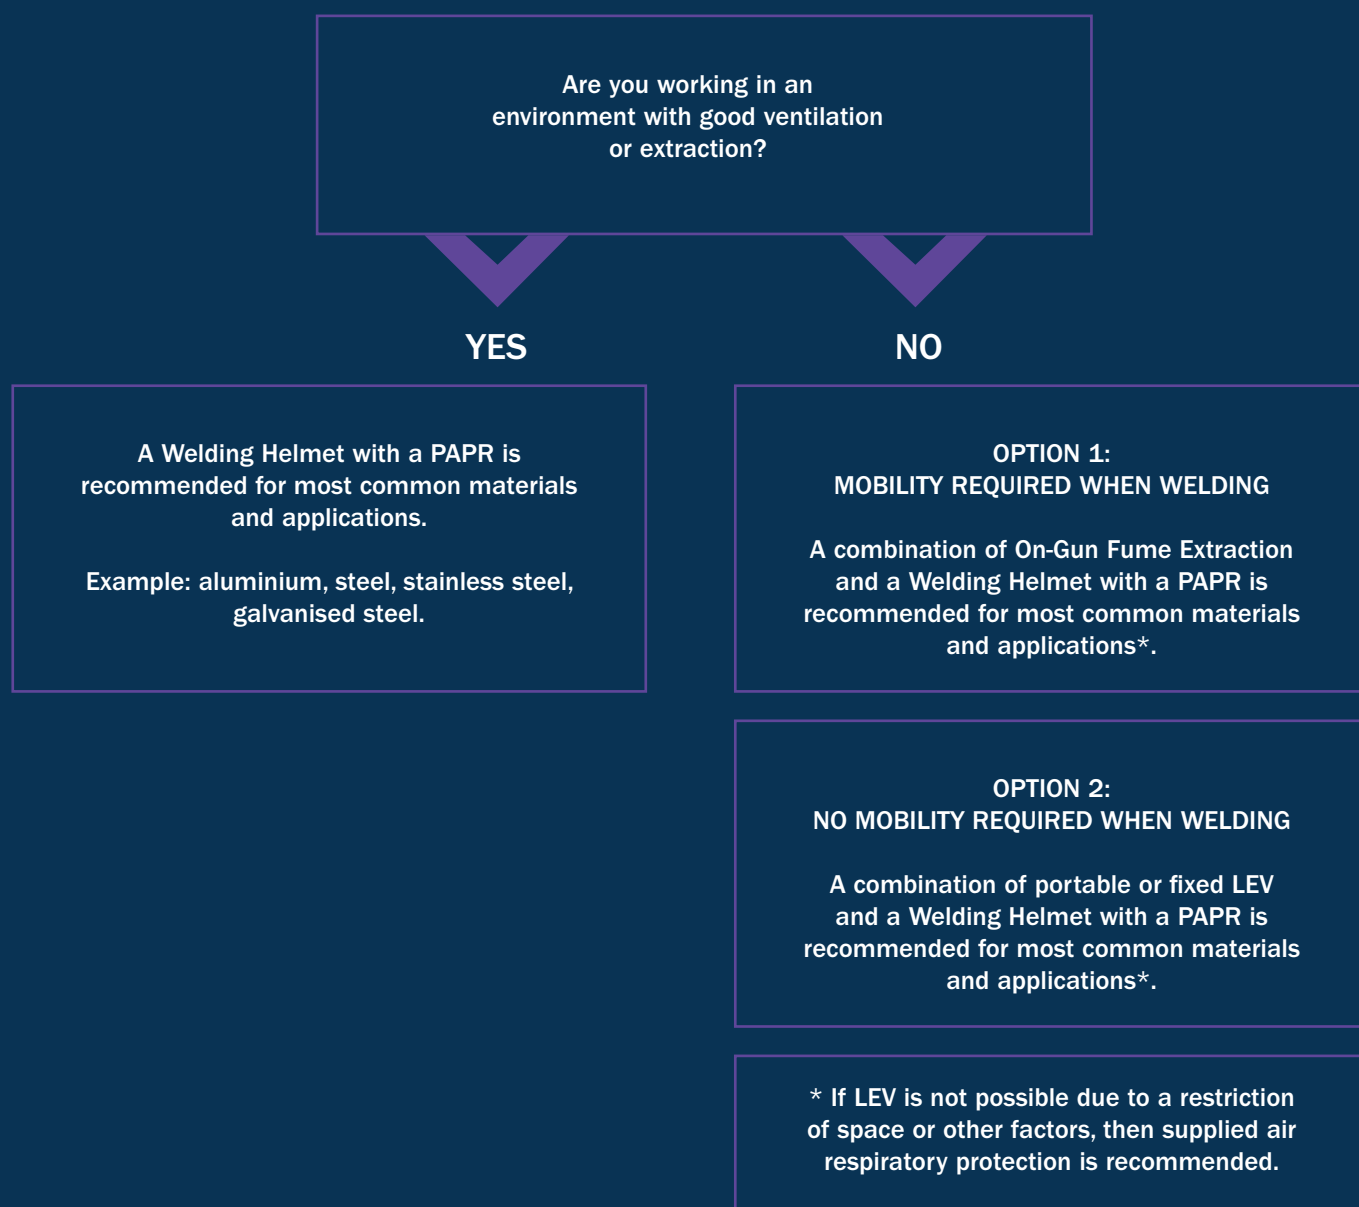 Are you working in an
environment with good ventilation
or extraction?
YES
A Welding Helmet with a PAPR is
recommended for most common materials
and applications.
Example: aluminium, steel, stainless steel,
galvanised steel.
NO
OPTION 1:
MOBILITY REQUIRED WHEN WELDING
A combination of On-Gun Fume Extraction
and a Welding Helmet with a PAPR is
recommended for most common materials
and applications*.
OPTION 2:
NO MOBILITY REQUIRED WHEN WELDING
A combination of portable or fixed LEV
and a Welding Helmet with a PAPR is
recommended for most common materials
and applications*.
* If LEV is not possible due to a restriction
of space or other factors, then supplied air
respiratory protection is recommended.